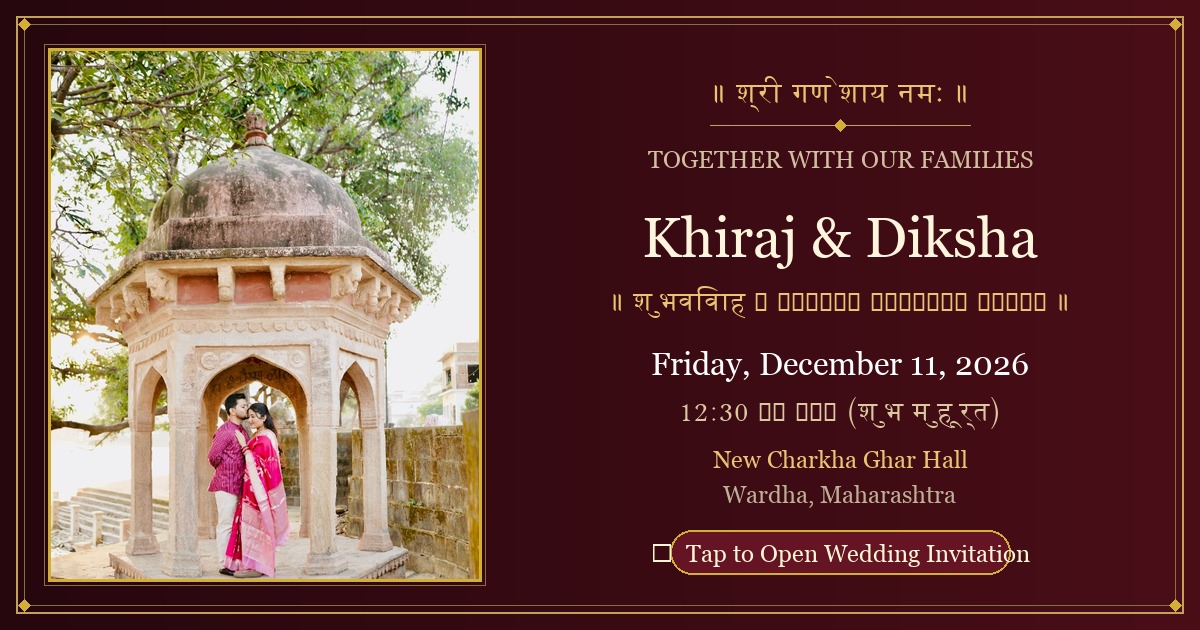 ॥ श्री गणेशाय नमः ॥
TOGETHER WITH OUR FAMILIES
Khiraj & Diksha
॥ शुभविवाह ॥
Friday, December 11, 2026
12:30 (शुभ मुहूर्त)
New Charkha Ghar Hall
Wardha, Maharashtra
Tap to Open Wedding Invitation